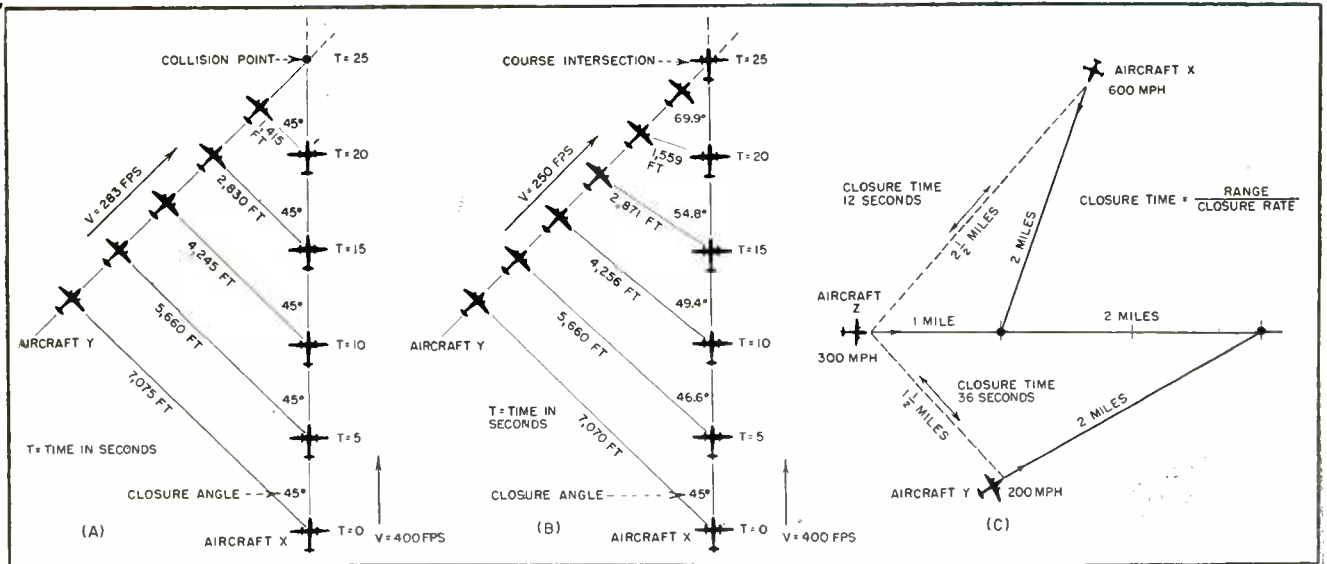 COLLISION POINT
T = 25
45°
1,415 FT
T = 20
V = 283 FPS
2,830 FT
45°
T = 15
4,245 FT
45°
T = 10
5,660 FT
45°
AIRCRAFT Y
7,075 FT
T = 5
T = TIME IN SECONDS
CLOSURE ANGLE
45°
(A)
T = 0
AIRCRAFT X
V = 400 FPS
COURSE INTERSECTION
T = 25
69.9°
1,559 FT
T = 20
V = 250 FPS
2,871 FT
54.8°
T = 15
4,256 FT
49.4°
T = 10
5,660 FT
46.6°
AIRCRAFT Y
T = TIME IN
SECONDS
7,070 FT
T = 5
CLOSURE ANGLE
45°
(B)
T = 0
AIRCRAFT X
V = 400 FPS
AIRCRAFT X
600 MPH
CLOSURE TIME
12 SECONDS
2 1/2 MILES
2 MILES
CLOSURE TIME = RANGE
CLOSURE RATE
AIRCRAFT
Z
1 MILE
2 MILES
300 MPH
CLOSURE TIME
36 SECONDS
1 1/2 MILES
2 MILES
AIRCRAFT Y
200 MPH
(C)